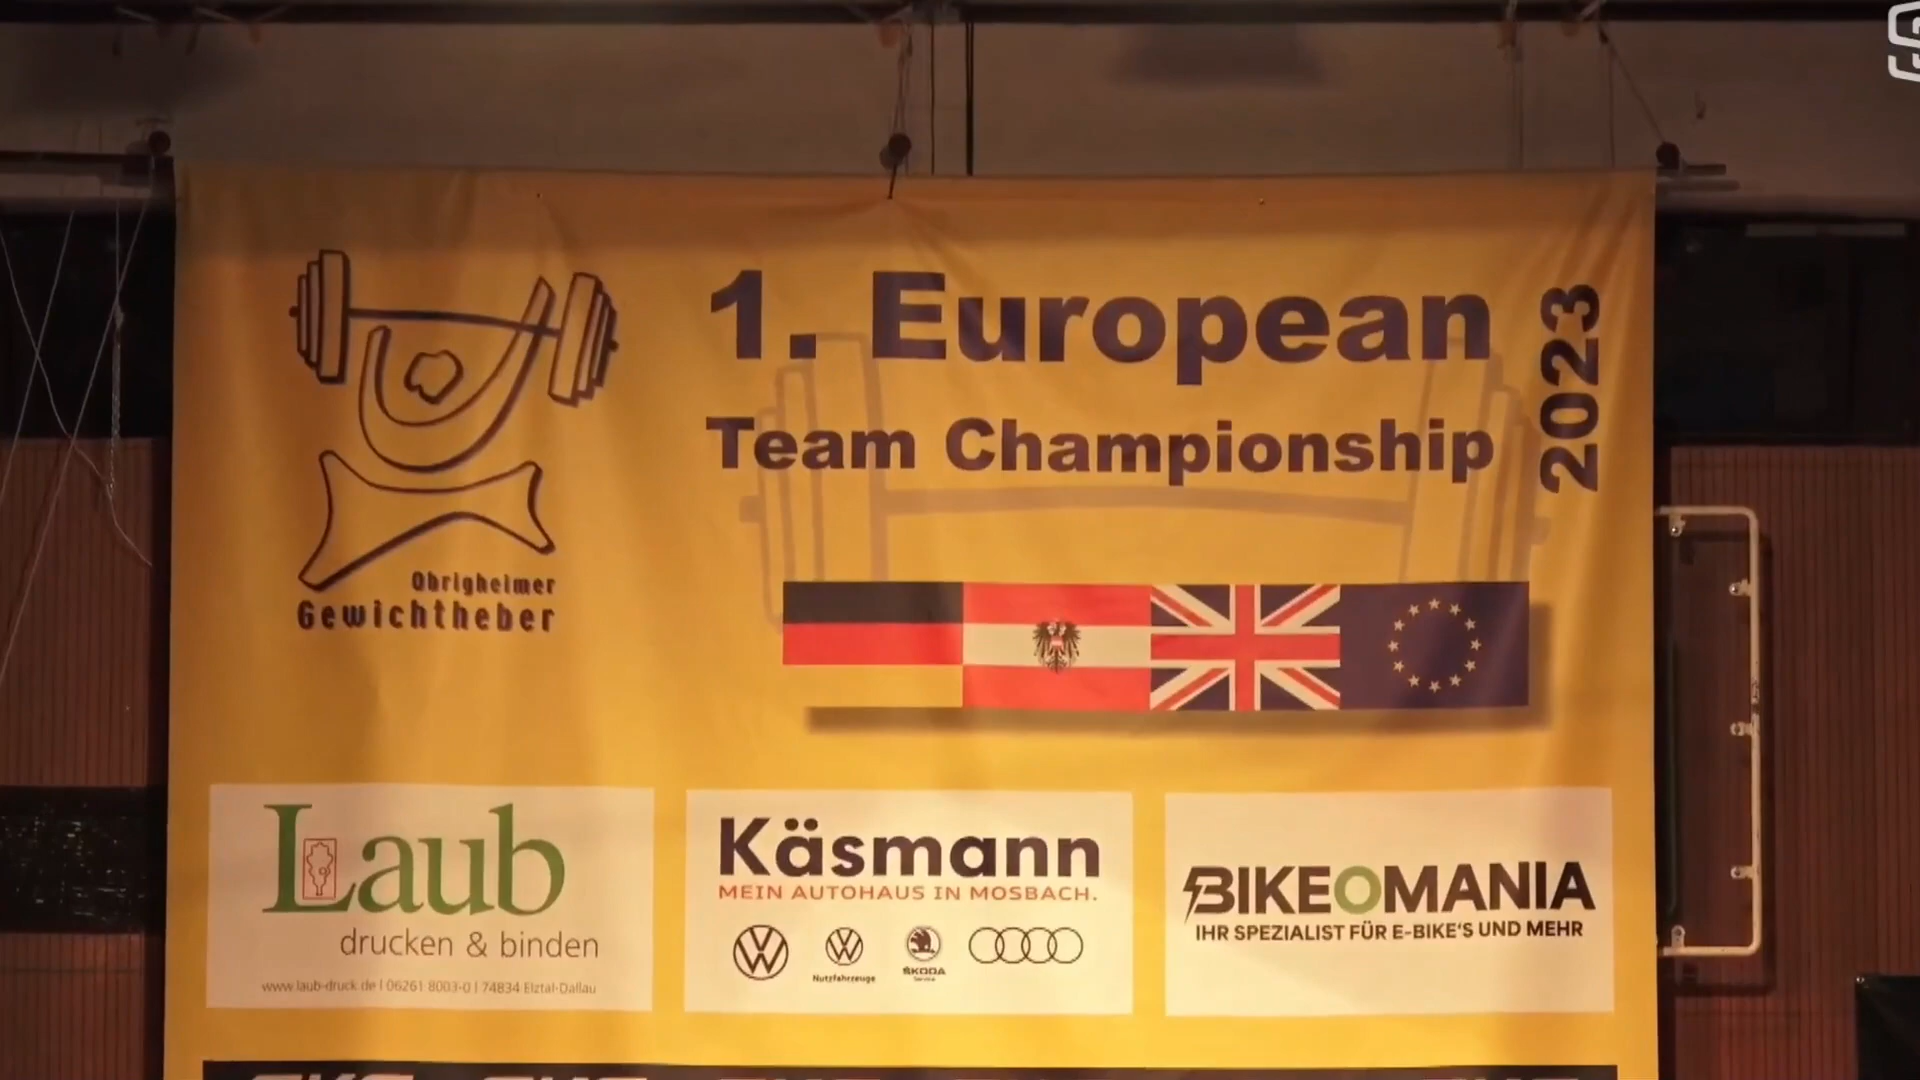 1. European
Team Championship
2023
Obrigheimer
Gewichtheber
Laub
drucken & binden
www.laub-druck.de | 06261 8003-0 | 74834 Elztal-Dallau
Käsmann
MEIN AUTOHAUS IN MOSBACH.
Nutzfahrzeuge
ŠKODA
Service
BIKEOMANIA
IHR SPEZIALIST FÜR E-BIKE'S UND MEHR